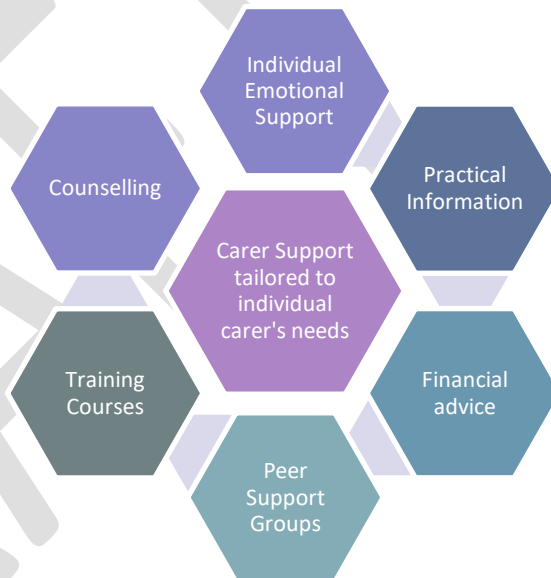 Individual
Emotional
Support
Practical
Information
Counselling
Carer Support
tailored to
individual
carer's needs
Training
Courses
Financial
advice
Peer
Support
Groups